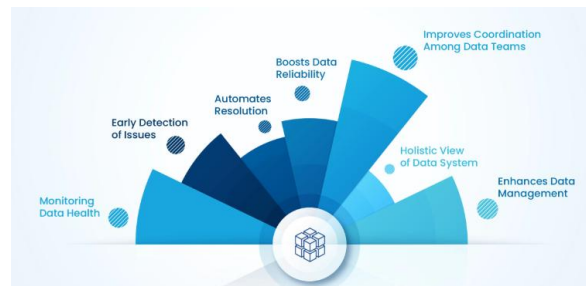 Improves Coordination
Among Data Teams
Boosts Data
Reliability
Automates
Resolution
Early Detection
of Issues
Holistic View
of Data System
Monitoring
Data Health
Enhances Data
Management